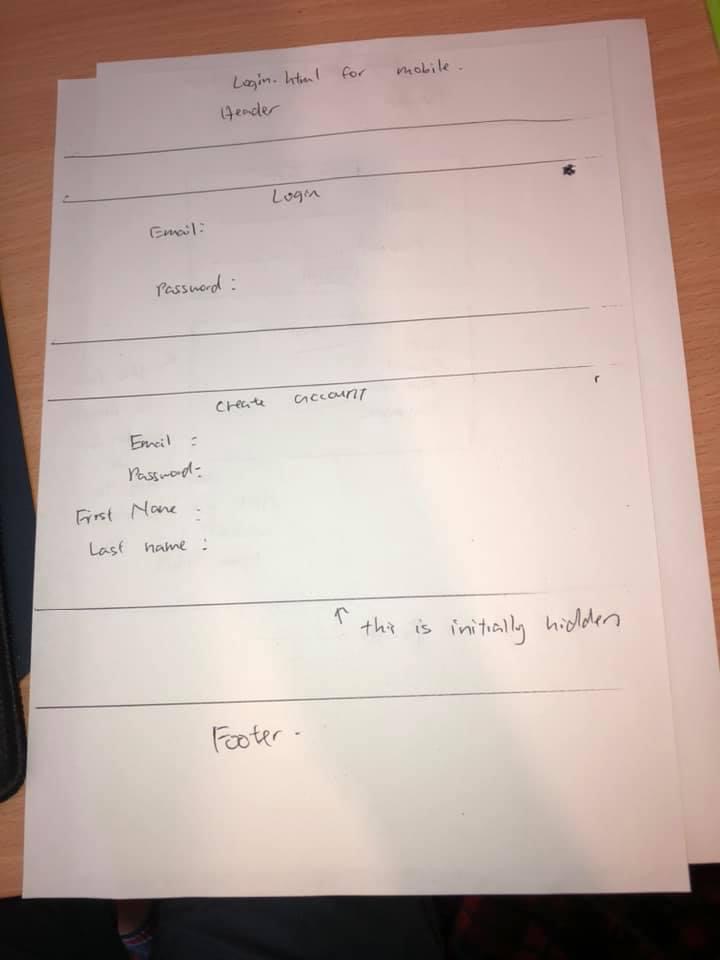 Login.html for mobile.
Header
Login
Email:
Password:
Create account
Email :
Password:
First Name :
Last name :
↑ this is initially hidden
Footer.